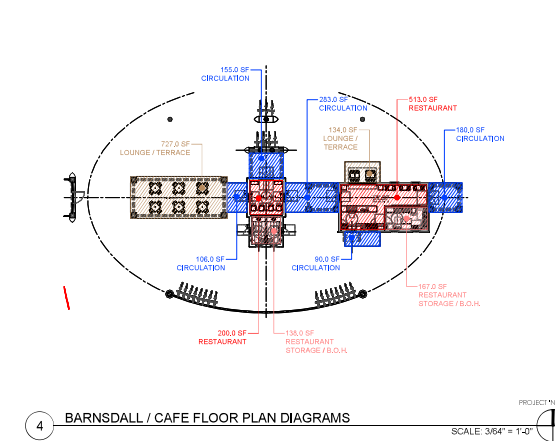 155.0 SF
CIRCULATION
283.0 SF
CIRCULATION
513.0 SF
RESTAURANT
727.0 SF
LOUNGE / TERRACE
134.0 SF
LOUNGE /
TERRACE
180.0 SF
CIRCULATION
106.0 SF
CIRCULATION
90.0 SF
CIRCULATION
167.0 SF
RESTAURANT
STORAGE / B.O.H.
200.0 SF
RESTAURANT
138.0 SF
RESTAURANT
STORAGE / B.O.H.
PROJECT N
4
BARNSDALL / CAFE FLOOR PLAN DIAGRAMS
SCALE: 3/64" = 1'-0"